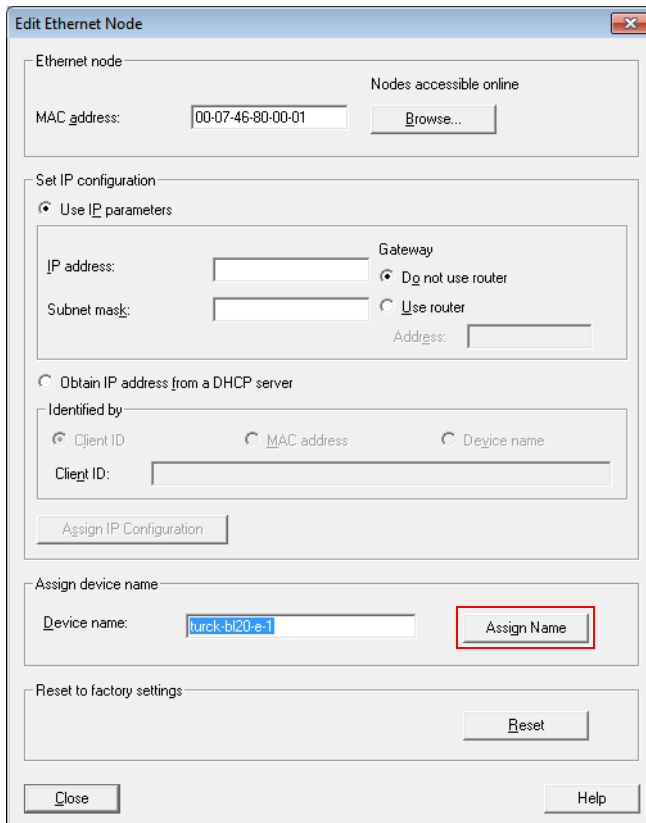 Edit Ethernet Node
Ethernet node
Nodes accessible online
MAC address: 00-07-46-80-00-01 Browse...
Set IP configuration
Use IP parameters
Gateway
IP address:
Do not use router
Subnet mask:
Use router
Address:
Obtain IP address from a DHCP server
Identified by
Client ID MAC address Device name
Client ID:
Assign IP Configuration
Assign device name
Device name: turck-bl20-e-1 Assign Name
Reset to factory settings
Reset
Close Help